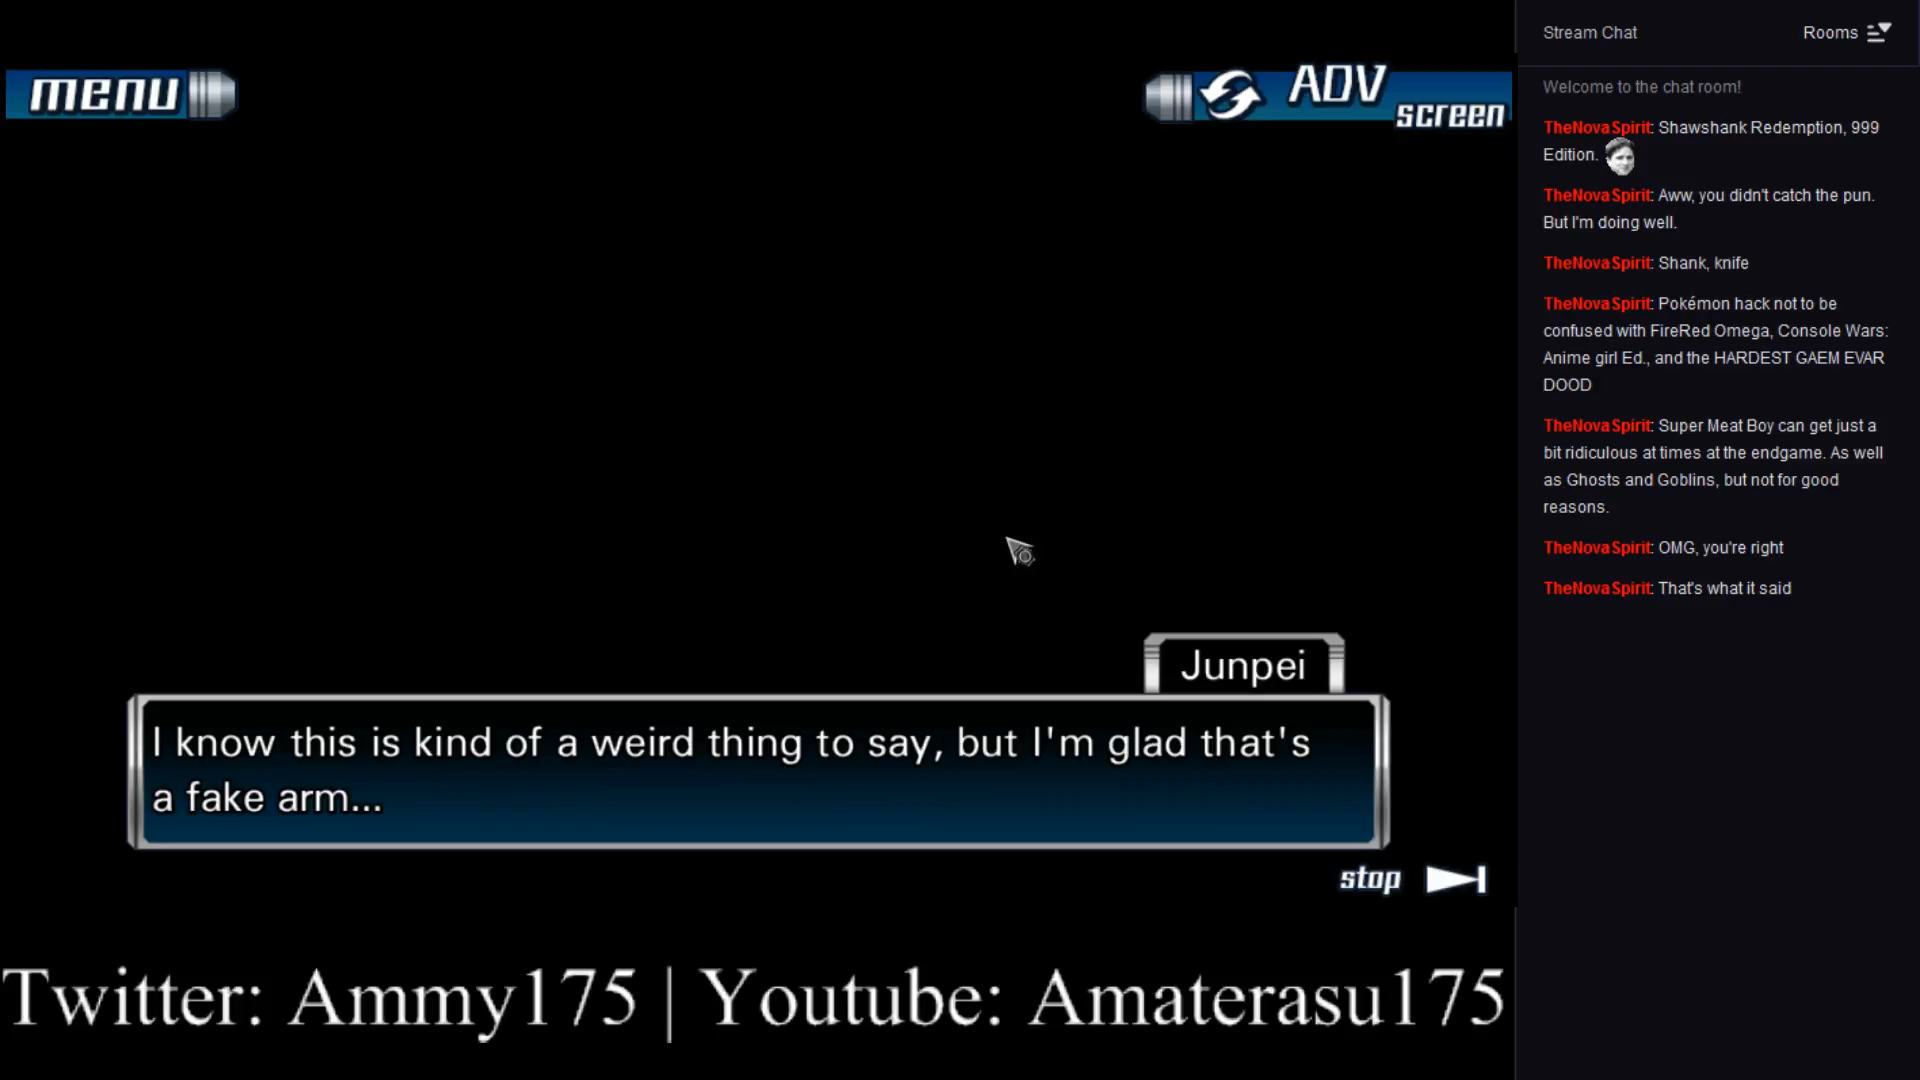 menu
ADV
screen
Junpei
I know this is kind of a weird thing to say, but I'm glad that's
a fake arm...
stop
Twitter: Ammy175 | Youtube: Amaterasu175
Stream Chat
Rooms
Welcome to the chat room!
TheNovaSpirit: Shawshank Redemption, 999
Edition.
TheNovaSpirit: Aww, you didn't catch the pun.
But I'm doing well.
TheNovaSpirit: Shank, knife
TheNovaSpirit: Pokémon hack not to be
confused with FireRed Omega, Console Wars:
Anime girl Ed., and the HARDEST GAEM EVAR
DOOD
TheNovaSpirit: Super Meat Boy can get just a
bit ridiculous at times at the endgame. As well
as Ghosts and Goblins, but not for good
reasons.
TheNovaSpirit: OMG, you're right
TheNovaSpirit: That's what it said